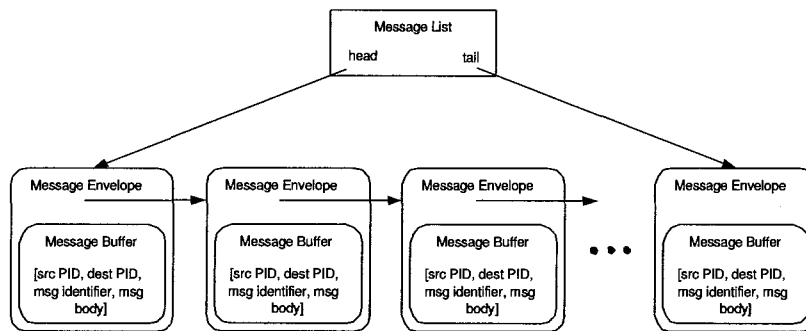 Message List
head tail
Message Envelope
Message Buffer
[src PID, dest PID,
msg identifier, msg
body]
Message Envelope
Message Buffer
[src PID, dest PID,
msg identifier, msg
body]
Message Envelope
Message Buffer
[src PID, dest PID,
msg identifier, msg
body]
Message Envelope
Message Buffer
[src PID, dest PID,
msg identifier, msg
body]